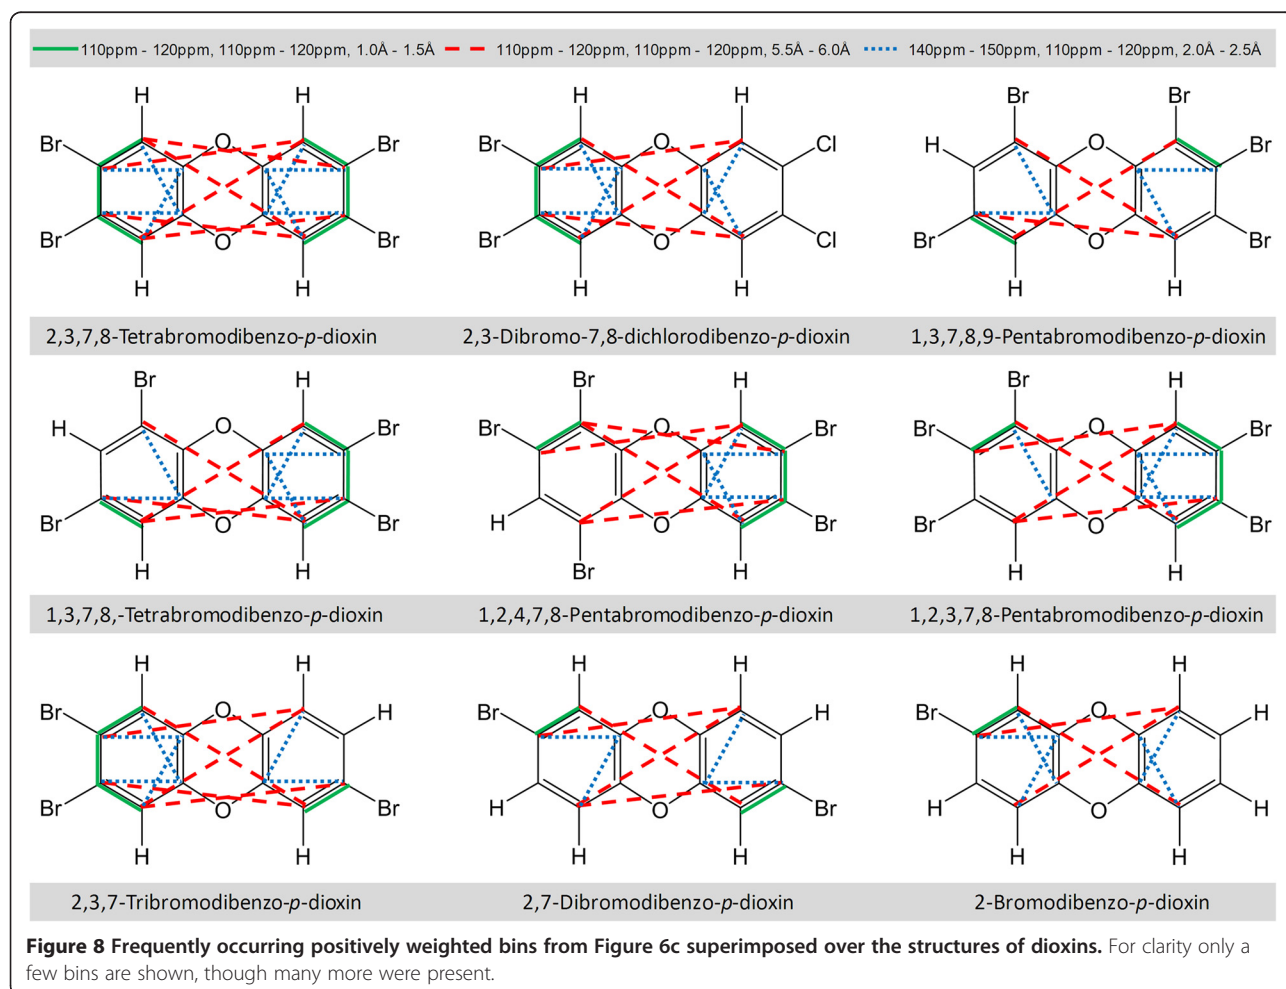 110ppm - 120ppm, 110ppm - 120ppm, 1.0Å - 1.5Å 110ppm - 120ppm, 110ppm - 120ppm, 5.5Å - 6.0Å 140ppm - 150ppm, 110ppm - 120ppm, 2.0Å - 2.5Å
H H H H Br Br
Br O Br Br O Cl H O Br
Br O Br Br O Cl Br O Br
H H H H H H
2,3,7,8-Tetrabromodibenzo-p-dioxin 2,3-Dibromo-7,8-dichlorodibenzo-p-dioxin 1,3,7,8,9-Pentabromodibenzo-p-dioxin
Br H Br H Br H
H O Br Br O Br Br O Br
Br O Br H O Br Br O Br
H H Br H H H
1,3,7,8,-Tetrabromodibenzo-p-dioxin 1,2,4,7,8-Pentabromodibenzo-p-dioxin 1,2,3,7,8-Pentabromodibenzo-p-dioxin
H H H H H H
Br O H Br O H Br O H
Br O Br H O Br H O H
H H H H H H
2,3,7-Tribromodibenzo-p-dioxin 2,7-Dibromodibenzo-p-dioxin 2-Bromodibenzo-p-dioxin
Figure 8 Frequently occurring positively weighted bins from Figure 6c superimposed over the structures of dioxins. For clarity only a
few bins are shown, though many more were present.